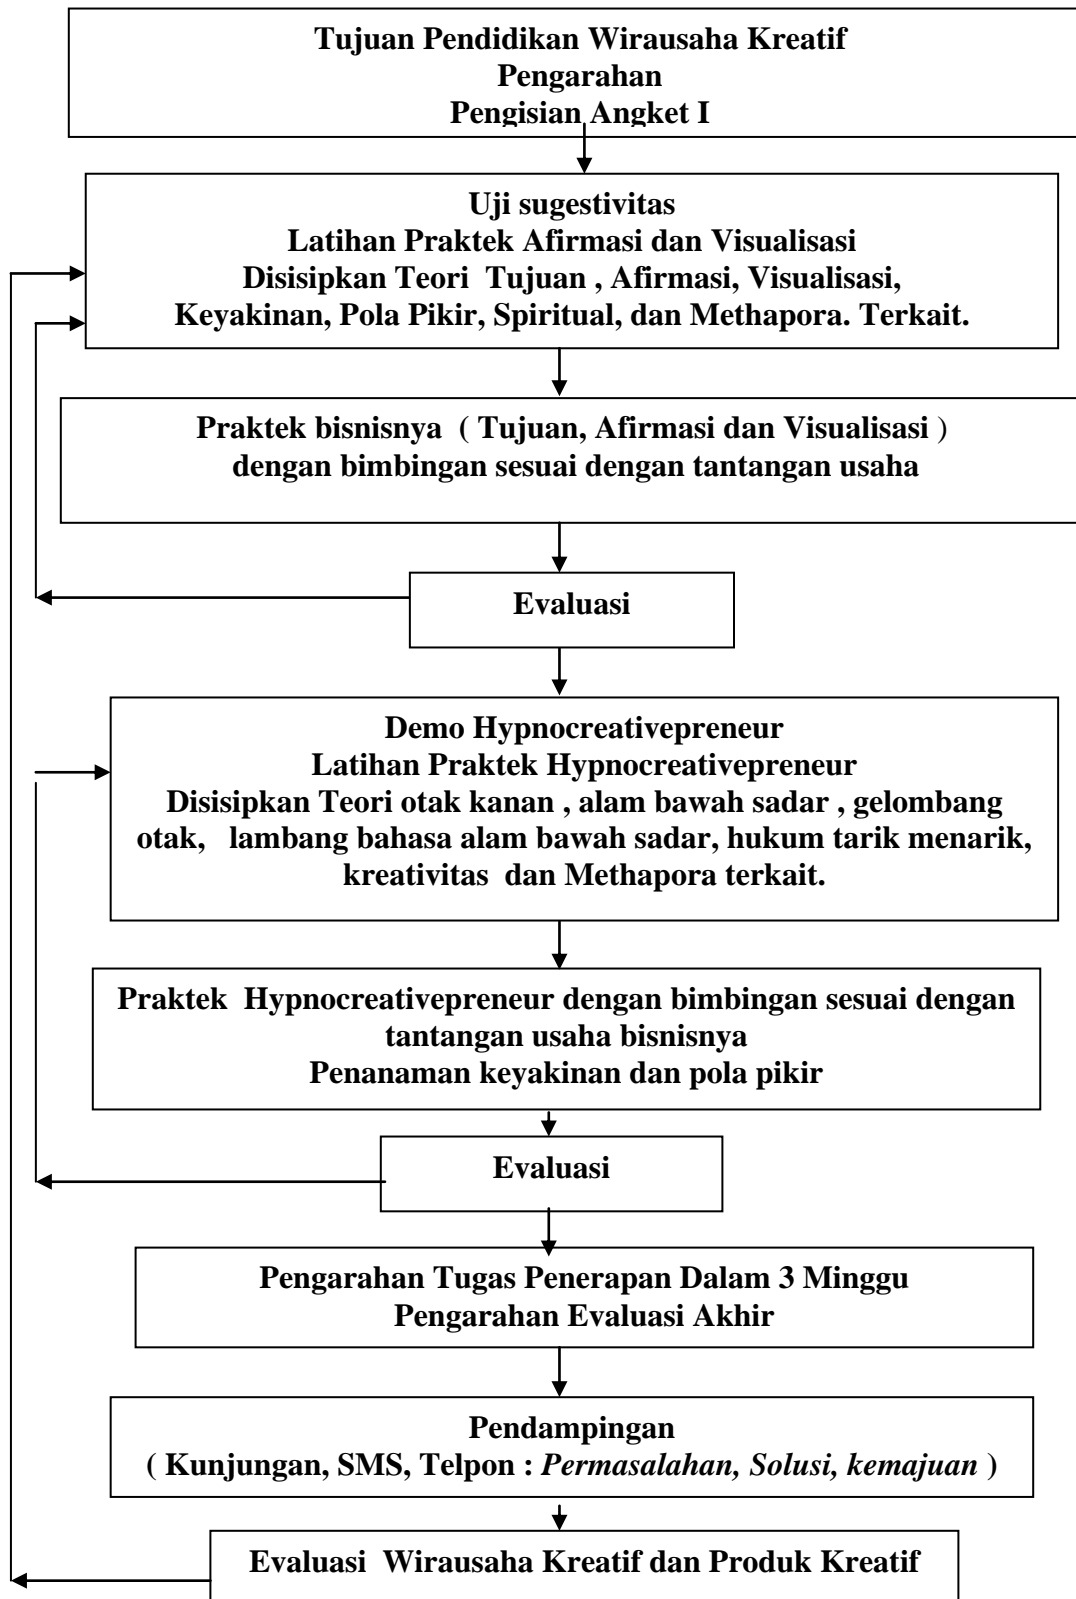 Tujuan Pendidikan Wirausaha Kreatif
Pengarahan
Pengisian Angket I
Uji sugestivitas
Latihan Praktek Afirmasi dan Visualisasi
Disisipkan Teori Tujuan , Afirmasi, Visualisasi,
Keyakinan, Pola Pikir, Spiritual, dan Methapora. Terkait.
Praktek bisnisnya ( Tujuan, Afirmasi dan Visualisasi )
dengan bimbingan sesuai dengan tantangan usaha
Evaluasi
Demo Hypnocreativepreneur
Latihan Praktek Hypnocreativepreneur
Disisipkan Teori otak kanan , alam bawah sadar , gelombang
otak, lambang bahasa alam bawah sadar, hukum tarik menarik,
kreativitas dan Methapora terkait.
Praktek Hypnocreativepreneur dengan bimbingan sesuai dengan
tantangan usaha bisnisnya
Penanaman keyakinan dan pola pikir
Evaluasi
Pengarahan Tugas Penerapan Dalam 3 Minggu
Pengarahan Evaluasi Akhir
Pendampingan
( Kunjungan, SMS, Telpon : Permasalahan, Solusi, kemajuan )
Evaluasi Wirausaha Kreatif dan Produk Kreatif